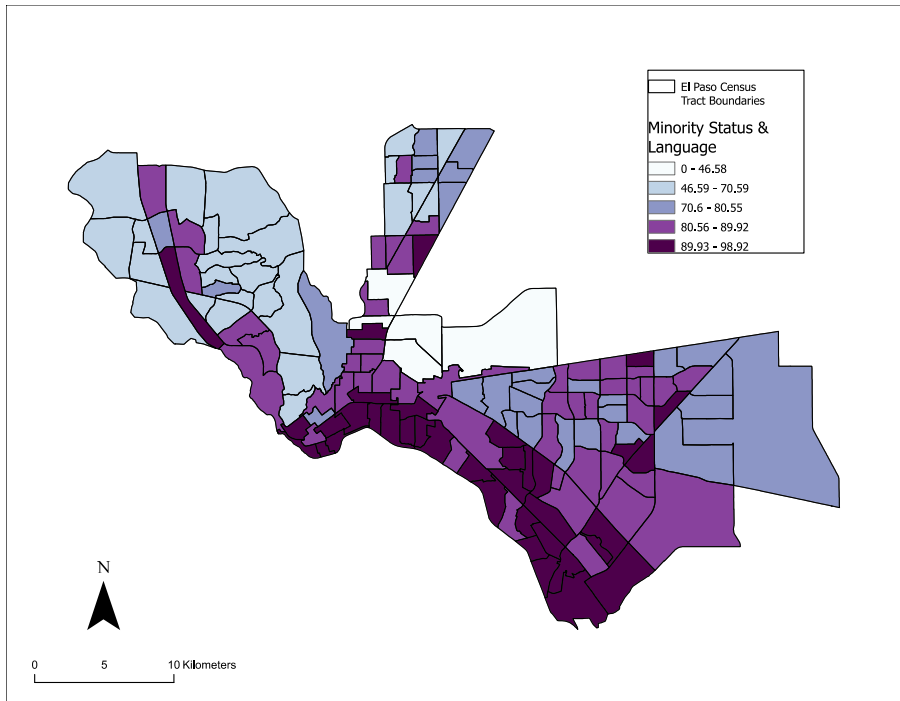 El Paso Census
Tract Boundaries
Minority Status &
Language
0 - 46.58
46.59 - 70.59
70.6 - 80.55
80.56 - 89.92
89.93 - 98.92
N
0 5 10 Kilometers